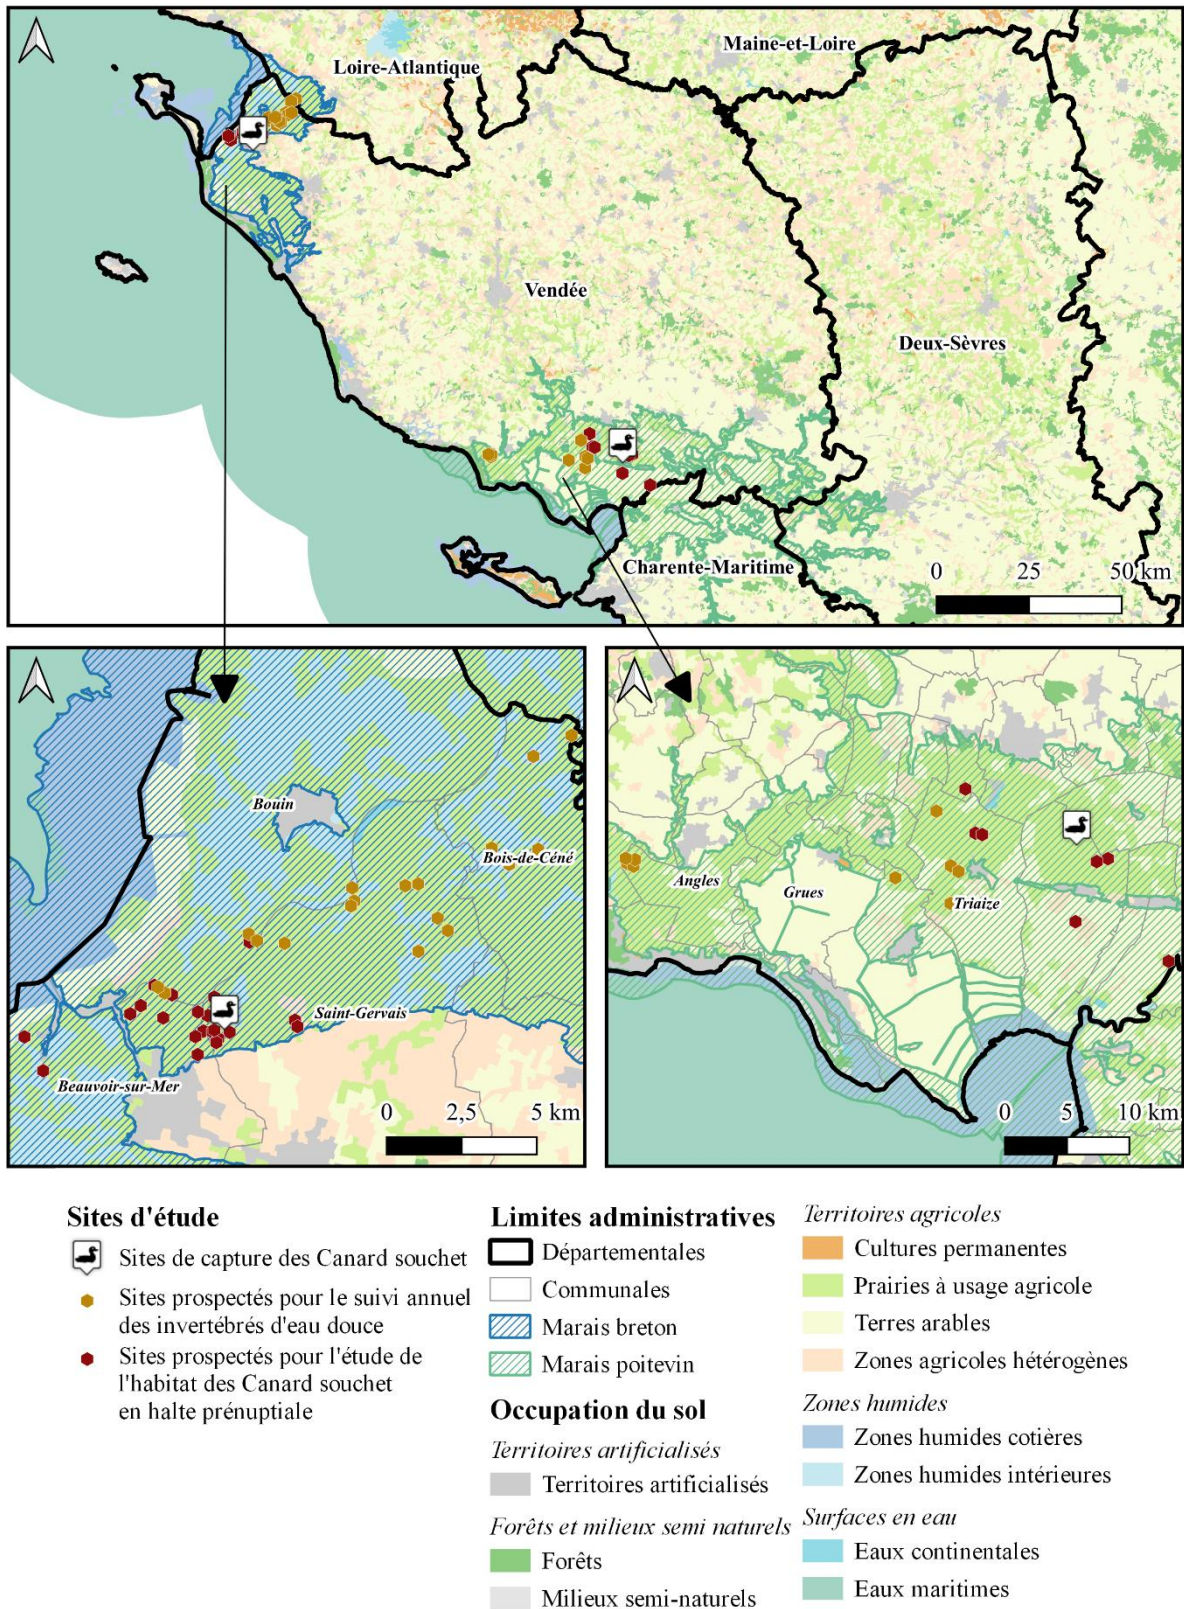 Maine-et-Loire
Loire-Atlantique
Vendée
Deux-Sèvres
Charente-Maritime
0 25 50 km
Bouin
Bois-de-Céné
Saint-Gervais
Beauvoir-sur-Mer
0 2,5 5 km
Angles
Grues
Triaize
0 5 10 km
Sites d'étude
Sites de capture des Canard souchet
Sites prospectés pour le suivi annuel
des invertébrés d'eau douce
Sites prospectés pour l'étude de
l'habitat des Canard souchet
en halte prénuptiale
Limites administratives
Départementales
Communales
Marais breton
Marais poitevin
Occupation du sol
Territoires artificialisés
Territoires artificialisés
Forêts et milieux semi naturels
Forêts
Milieux semi-naturels
Territoires agricoles
Cultures permanentes
Prairies à usage agricole
Terres arables
Zones agricoles hétérogènes
Zones humides
Zones humides cotières
Zones humides intérieures
Surfaces en eau
Eaux continentales
Eaux maritimes